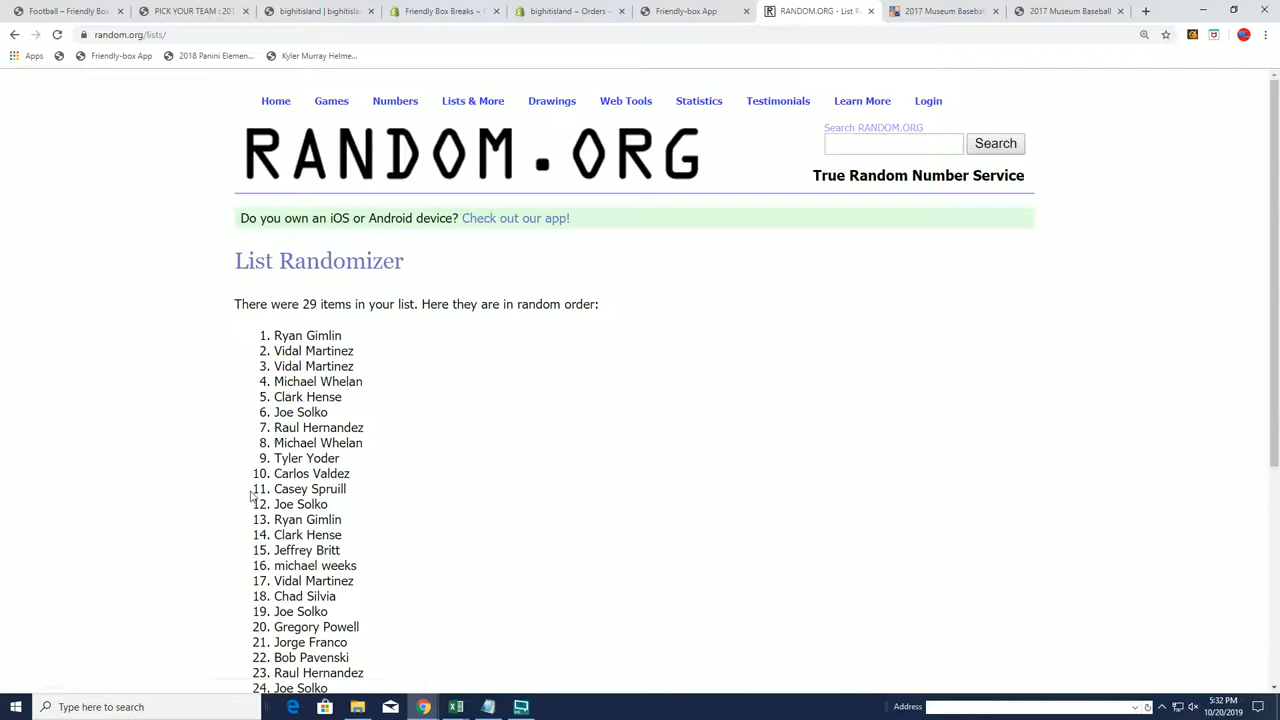 Football – Friendly Box Breaks
PICK YOUR TEAM : 201
bighitisland |
Friendly Box Breaks ~
bighitisland ~ Orders ~
Friendly-box App
RANDOM.ORG - List R
2017 Museum Baseball
2017 Museum Baseball
random.org/lists/
Apps
Friendly-box App
2018 Panini Elemen...
Kyler Murray Helme...
Home Games Numbers Lists & More Drawings Web Tools Statistics Testimonials Learn More Login
RANDOM.ORG
Search RANDOM.ORG
Search
True Random Number Service
Do you own an iOS or Android device? Check out our app!
List Randomizer
There were 29 items in your list. Here they are in random order:
1. Ryan Gimlin
2. Vidal Martinez
3. Vidal Martinez
4. Michael Whelan
5. Clark Hense
6. Joe Solko
7. Raul Hernandez
8. Michael Whelan
9. Tyler Yoder
10. Carlos Valdez
11. Casey Spruill
12. Joe Solko
13. Ryan Gimlin
14. Clark Hense
15. Jeffrey Britt
16. michael weeks
17. Vidal Martinez
18. Chad Silvia
19. Joe Solko
20. Gregory Powell
21. Jorge Franco
22. Bob Pavenski
23. Raul Hernandez
24. Joe Solko
Type here to search
Address
5:32 PM
10/20/2019